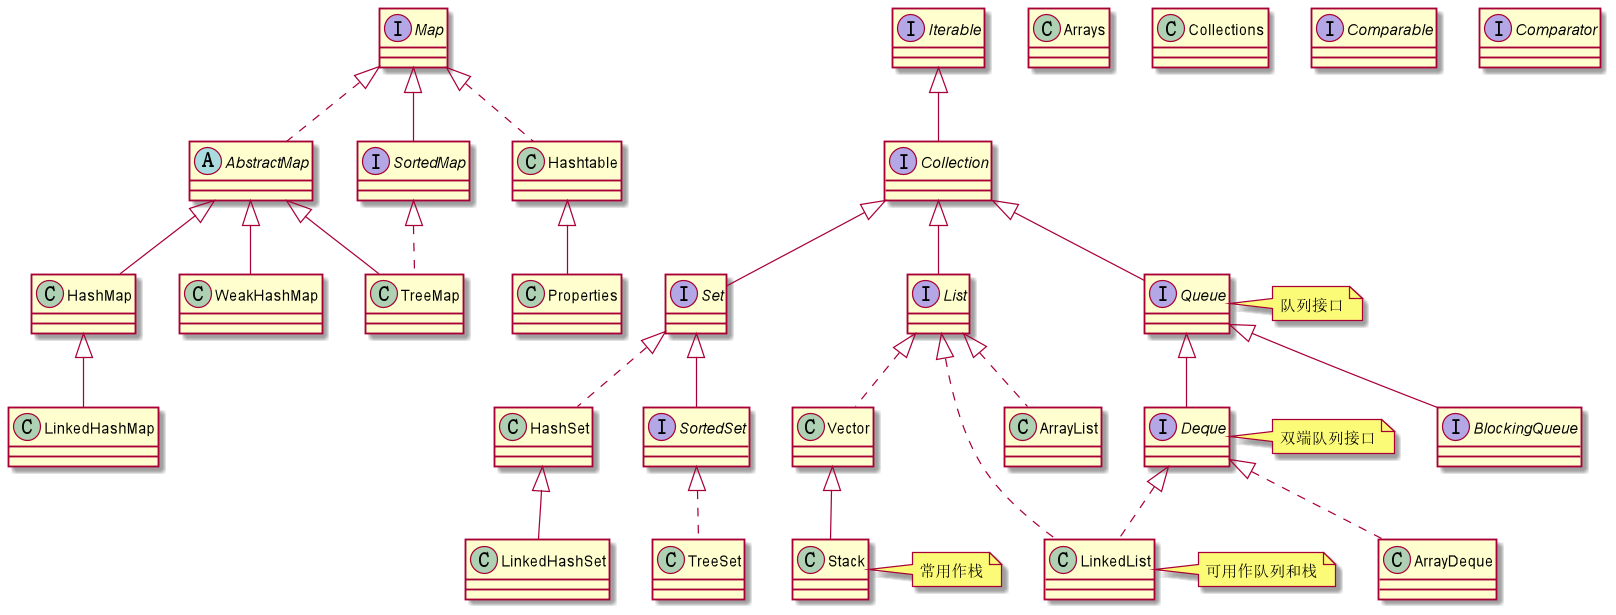 I Map
I Iterable
C Arrays
C Collections
I Comparable
I Comparator
A AbstractMap
I SortedMap
C Hashtable
I Collection
C HashMap
C WeakHashMap
C TreeMap
C Properties
I Set
I List
I Queue
队列接口
C LinkedHashMap
C HashSet
I SortedSet
C Vector
C ArrayList
I Deque
双端队列接口
I BlockingQueue
C LinkedHashSet
C TreeSet
C Stack
常用作栈
C LinkedList
可用作队列和栈
C ArrayDeque